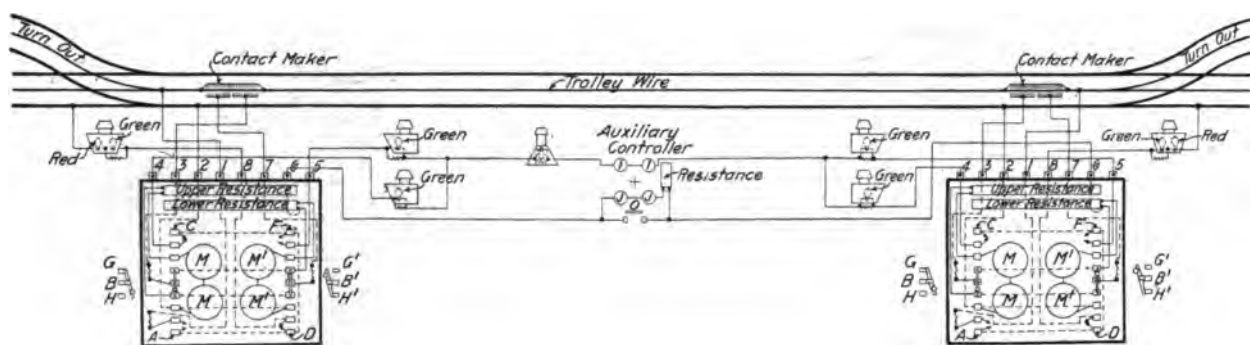 Turn Out
Contact Maker
Trolley Wire
Contact Maker
Turn Out
Green
Red
Green
Green
Auxiliary
Controller
Resistance
Green
Green
Green
Red
4 3 2 1 8 7 6 5
Upper Resistance
Lower Resistance
C F
M M'
M M'
G
B
H
G'
B'
H'
A D
O
4 3 2 1 8 7 6 5
Upper Resistance
Lower Resistance
C F
M M'
M M'
G
B
H
G'
B'
H'
A D